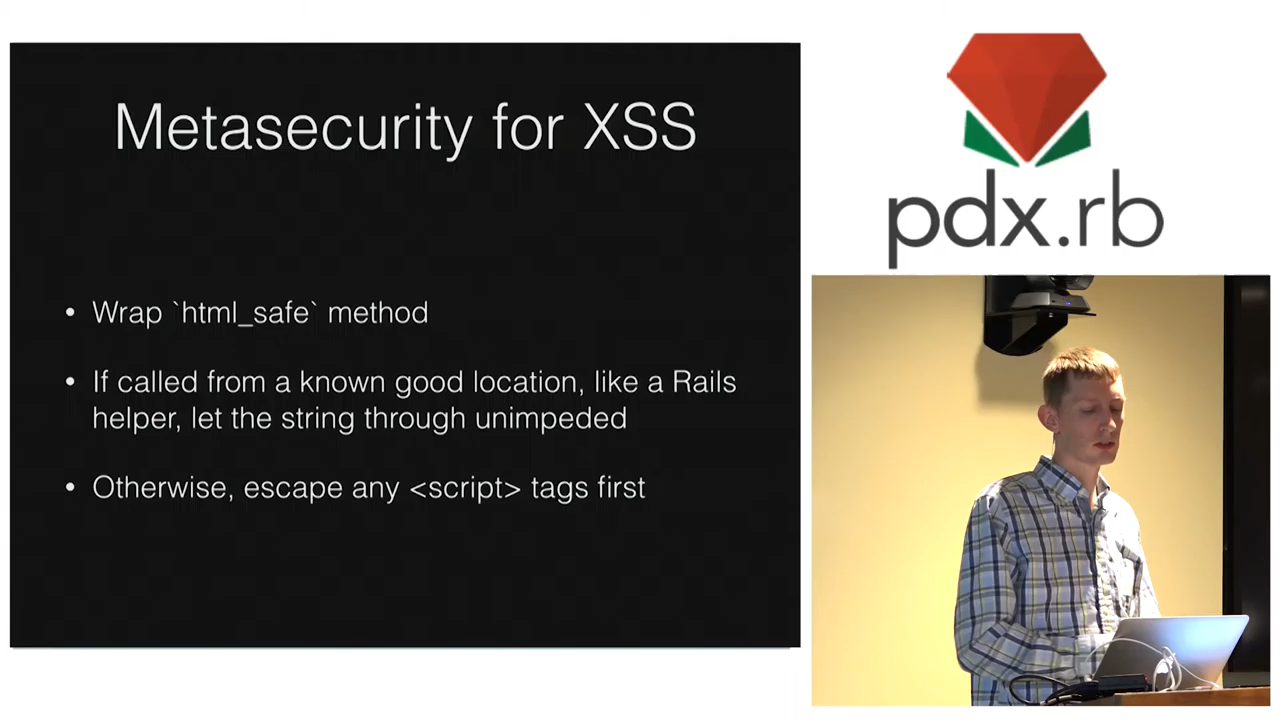 Metasecurity for XSS
• Wrap `html_safe` method
• If called from a known good location, like a Rails
helper, let the string through unimpeded
• Otherwise, escape any <script> tags first
pdx.rb